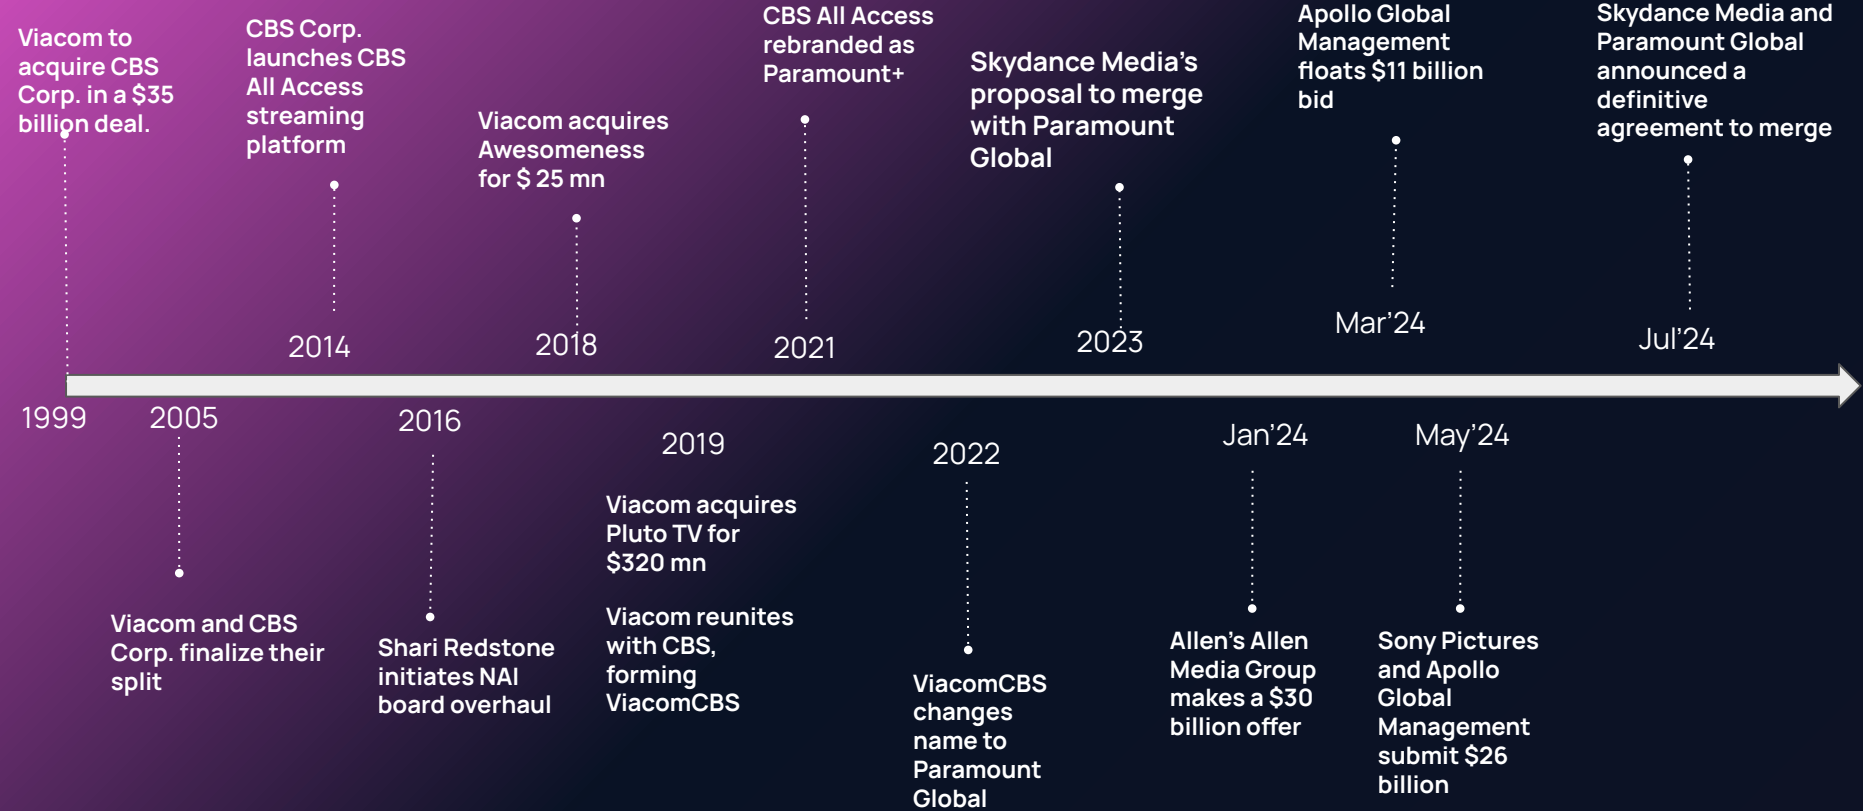 Viacom to
acquire CBS
Corp. in a $35
billion deal.
CBS Corp.
launches CBS
All Access
streaming
platform
Viacom acquires
Awesomeness
for $ 25 mn
CBS All Access
rebranded as
Paramount+
Skydance Media’s
proposal to merge
with Paramount
Global
Apollo Global
Management
floats $11 billion
bid
Skydance Media and
Paramount Global
announced a
definitive
agreement to merge
2014
2018
2021
2023
Mar’24
Jul’24
1999
2005
2016
2019
2022
Jan’24
May’24
Viacom and CBS
Corp. finalize their
split
Shari Redstone
initiates NAI
board overhaul
Viacom acquires
Pluto TV for
$320 mn
Viacom reunites
with CBS,
forming
ViacomCBS
ViacomCBS
changes
name to
Paramount
Global
Allen’s Allen
Media Group
makes a $30
billion offer
Sony Pictures
and Apollo
Global
Management
submit $26
billion